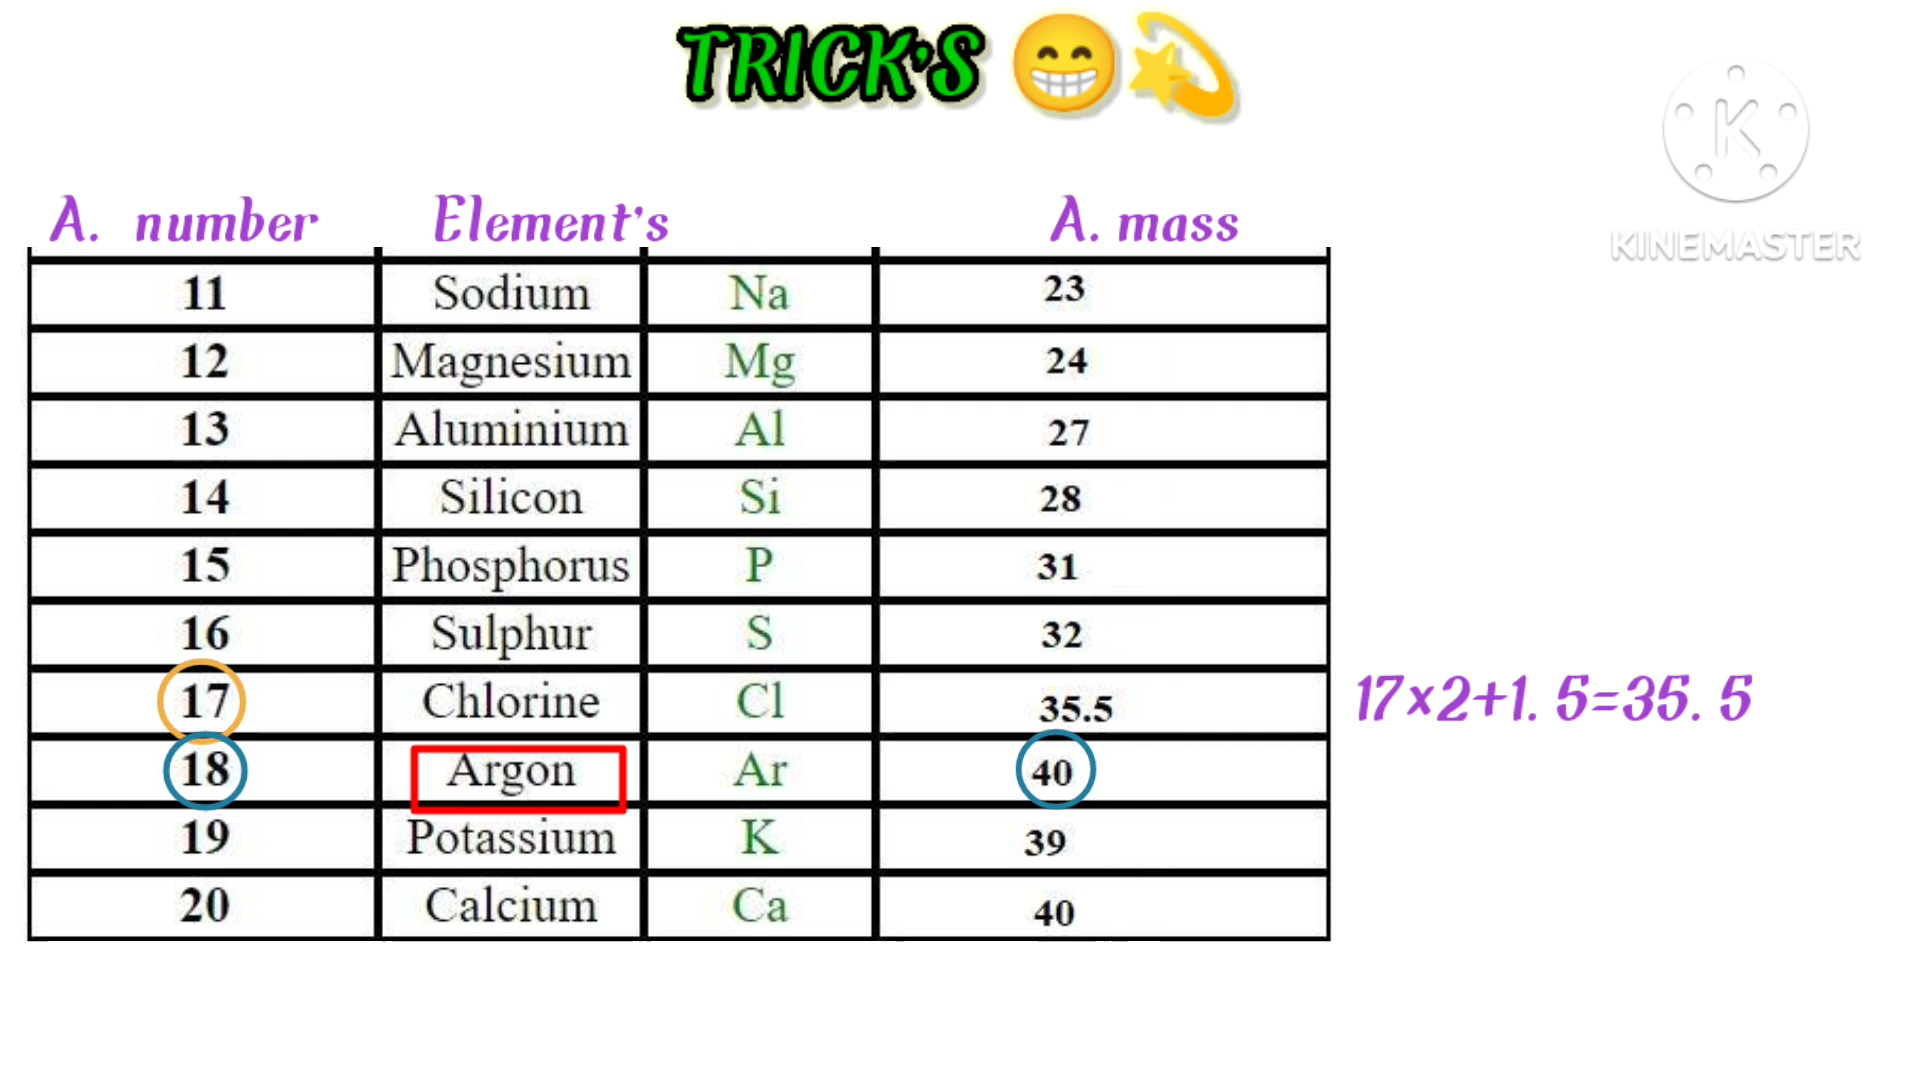 TRICK'S 😁💫
K
KINEMASTER
A. number Element's A. mass
11 Sodium Na 23
12 Magnesium Mg 24
13 Aluminium Al 27
14 Silicon Si 28
15 Phosphorus P 31
16 Sulphur S 32
17 Chlorine Cl 35.5 17×2+1. 5=35. 5
18 Argon Ar 40
19 Potassium K 39
20 Calcium Ca 40